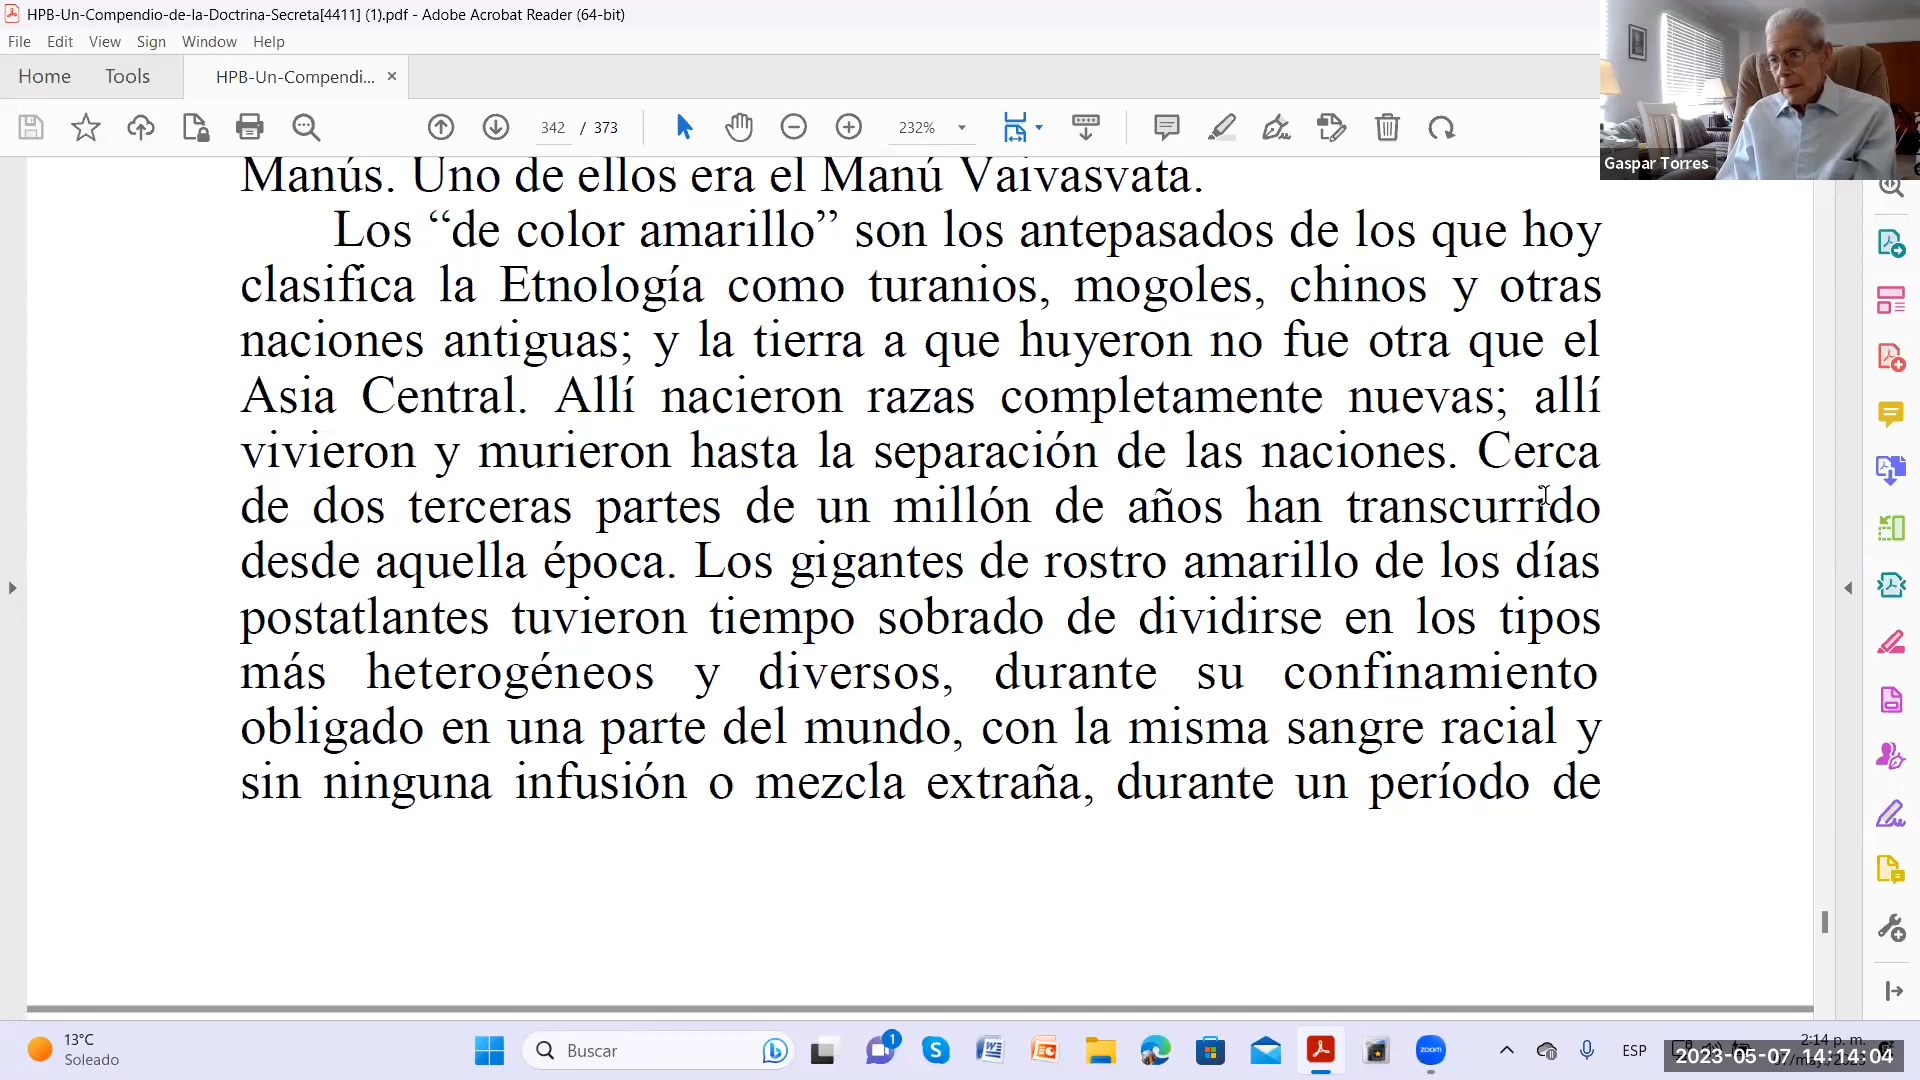 HPB-Un-Compendio-de-la-Doctrina-Secreta[4411] (1).pdf - Adobe Acrobat Reader (64-bit)
File Edit View Sign Window Help
Home Tools HPB-Un-Compendi... ×
342 / 373 232%
Gaspar Torres
Manús. Uno de ellos era el Manú Vaivasvata.
Los “de color amarillo” son los antepasados de los que hoy
clasifica la Etnología como turanios, mogoles, chinos y otras
naciones antiguas; y la tierra a que huyeron no fue otra que el
Asia Central. Allí nacieron razas completamente nuevas; allí
vivieron y murieron hasta la separación de las naciones. Cerca
de dos terceras partes de un millón de años han transcurrido
desde aquella época. Los gigantes de rostro amarillo de los días
postatlantes tuvieron tiempo sobrado de dividirse en los tipos
más heterogéneos y diversos, durante su confinamiento
obligado en una parte del mundo, con la misma sangre racial y
sin ninguna infusión o mezcla extraña, durante un período de
13°C
Soleado
Buscar
1
zoom
ESP
2:14 p. m.
2023-05-07 14:14:04